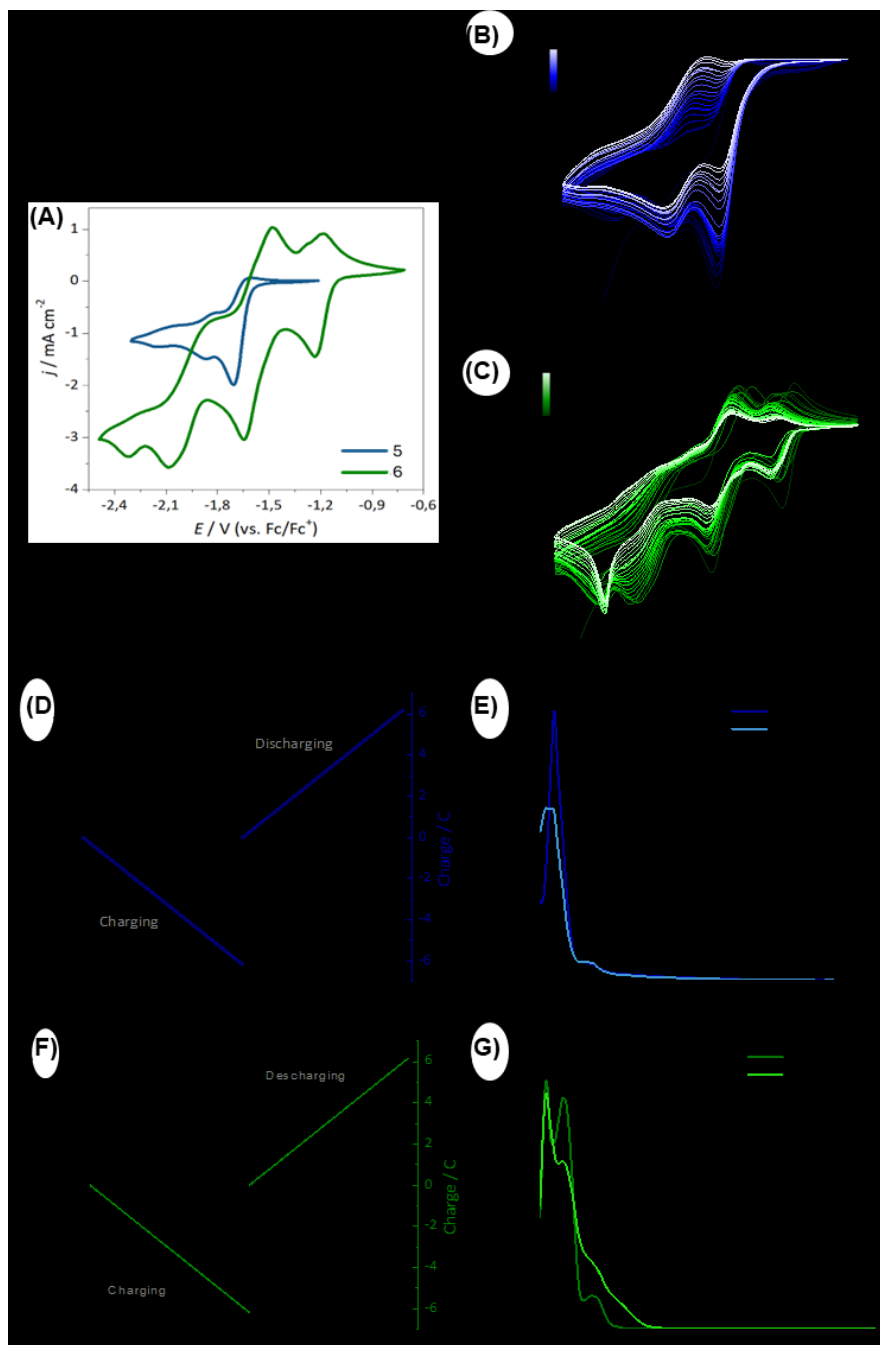 (B)
(A)
1
0
-1
-2
-3
-4
j / mA cm-2
5
6
-2,4 -2,1 -1,8 -1,5 -1,2 -0,9 -0,6
E / V (vs. Fc/Fc+)
(C)
(D
Discharging
Charging
6
4
2
0
-2
-4
-6
Charge / C
E)
F)
Descharging
Charging
6
4
2
0
-2
-4
-6
Charge / C
G)